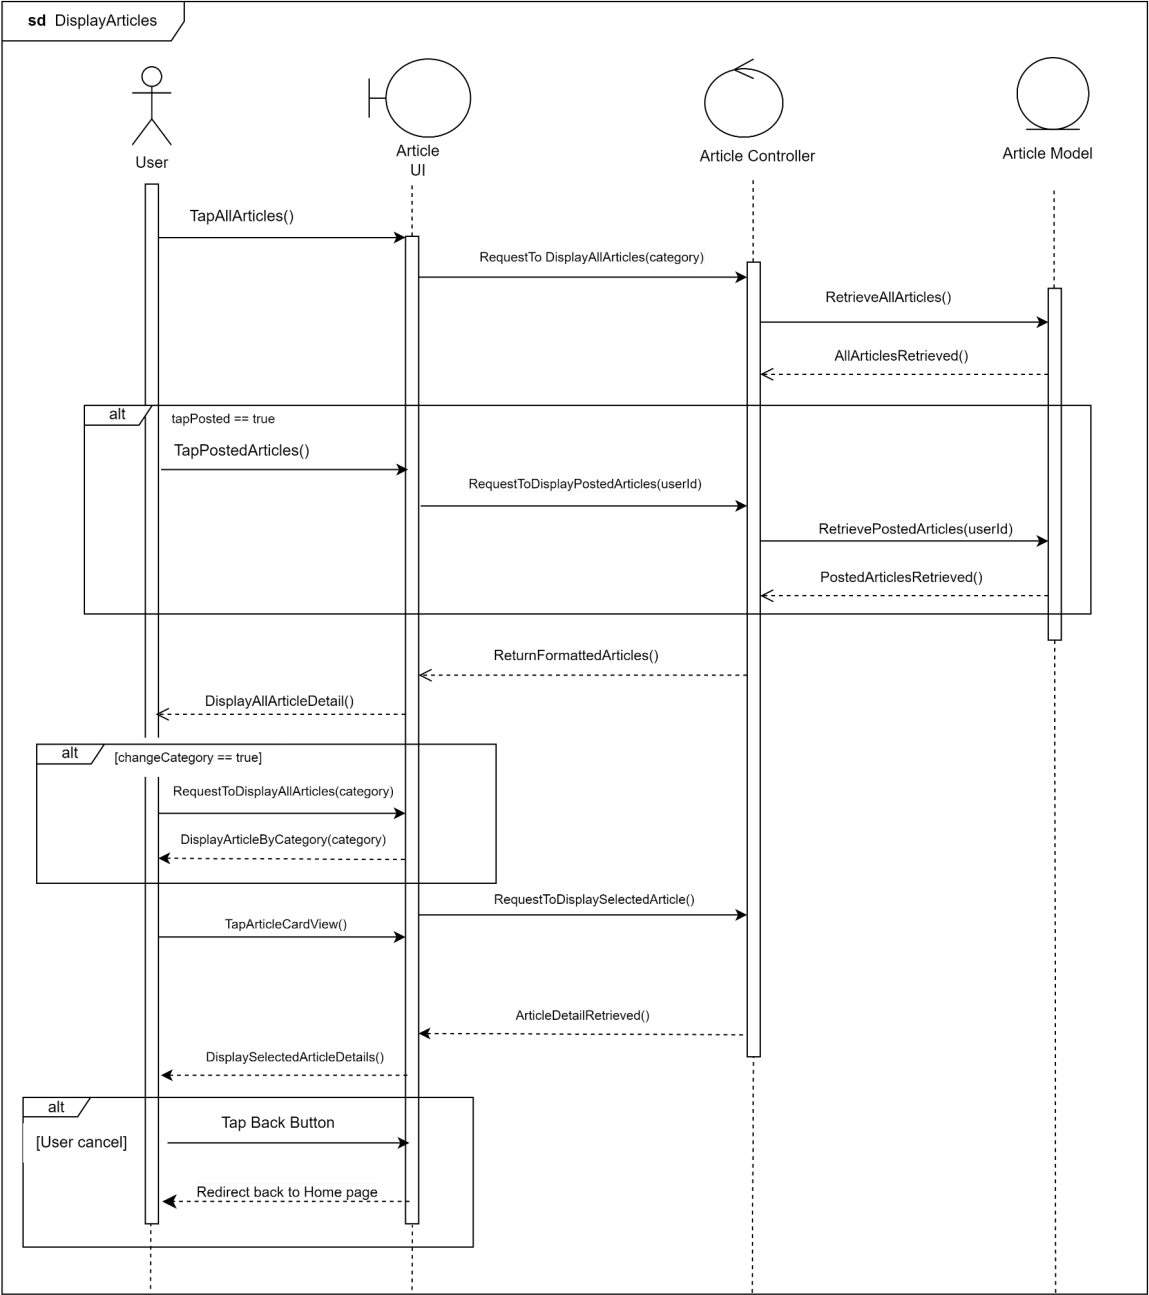 sd DisplayArticles
User
Article
UI
Article Controller
Article Model
TapAllArticles()
RequestTo DisplayAllArticles(category)
RetrieveAllArticles()
AllArticlesRetrieved()
alt
tapPosted == true
TapPostedArticles()
RequestToDisplayPostedArticles(userId)
RetrievePostedArticles(userId)
PostedArticlesRetrieved()
ReturnFormattedArticles()
DisplayAllArticleDetail()
alt
[changeCategory == true]
RequestToDisplayAllArticles(category)
DisplayArticleByCategory(category)
RequestToDisplaySelectedArticle()
TapArticleCardView()
ArticleDetailRetrieved()
DisplaySelectedArticleDetails()
alt
Tap Back Button
[User cancel]
Redirect back to Home page